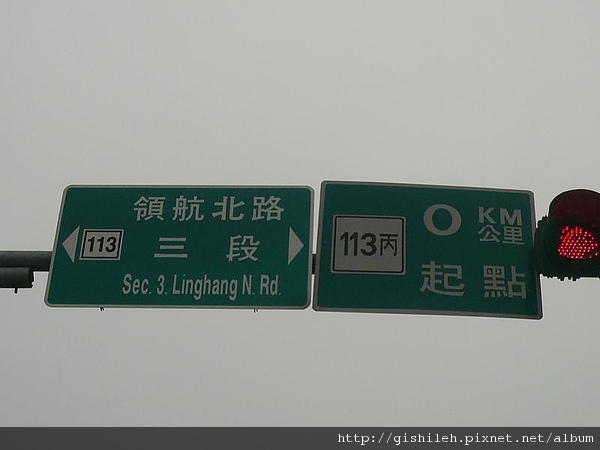 領航北路
113 三段
Sec. 3, Linghang N. Rd.
113丙 0 KM
公里
起點
http://gishileh.pixnet.net/album